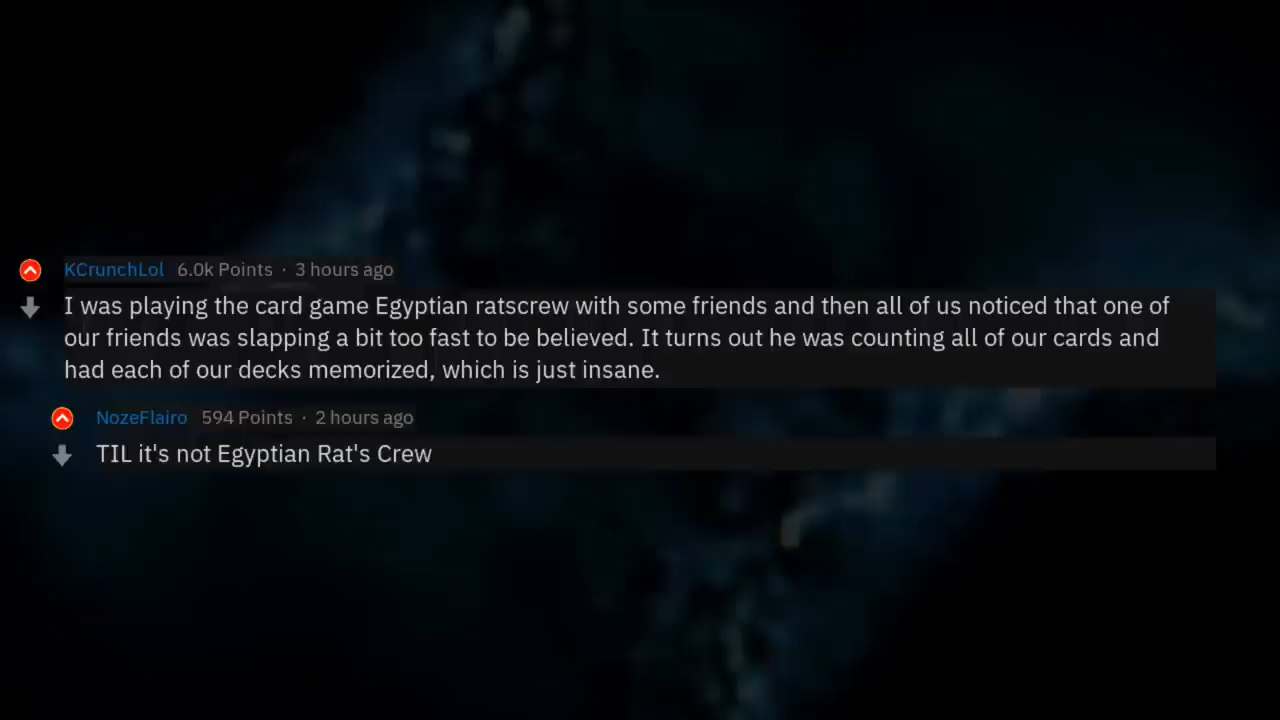 KCrunchLol 6.0k Points · 3 hours ago
I was playing the card game Egyptian ratscrew with some friends and then all of us noticed that one of
our friends was slapping a bit too fast to be believed. It turns out he was counting all of our cards and
had each of our decks memorized, which is just insane.
NozeFlairo 594 Points · 2 hours ago
TIL it's not Egyptian Rat's Crew